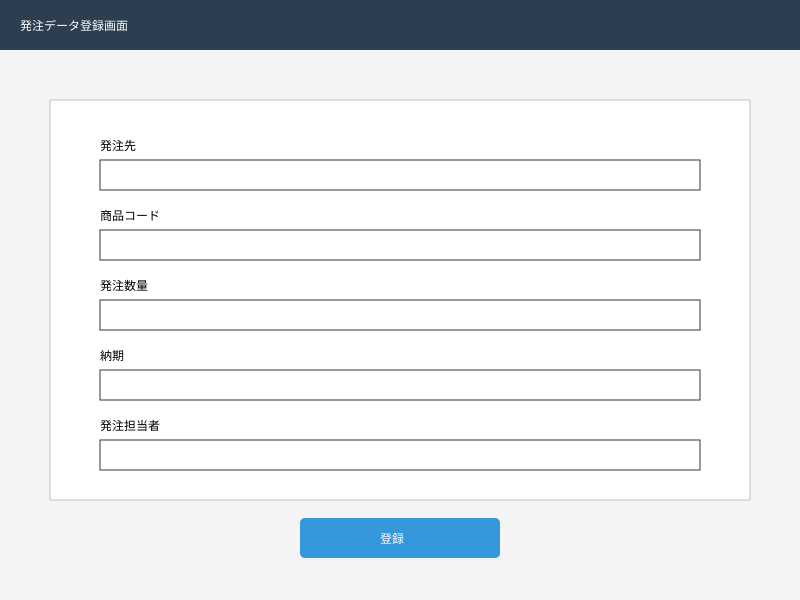 発注データ登録画面
発注先
商品コード
発注数量
納期
発注担当者
登録